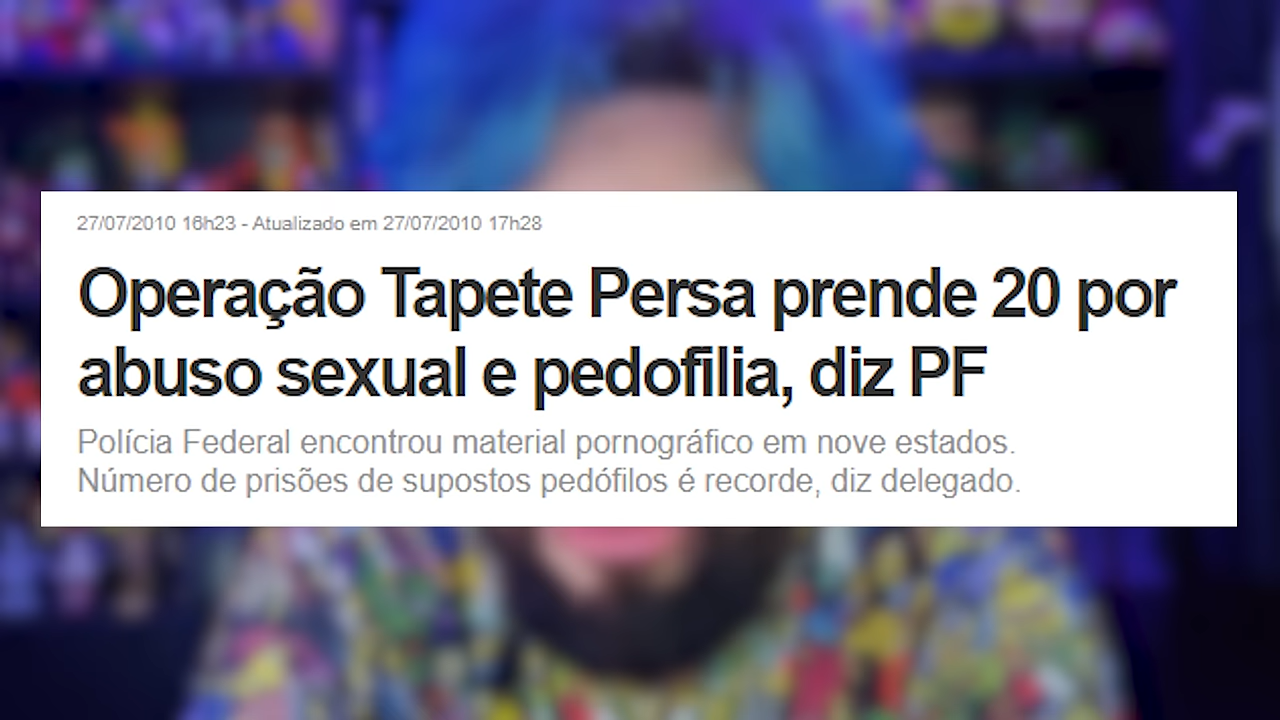 27/07/2010 16h23 - Atualizado em 27/07/2010 17h28
Operação Tapete Persa prende 20 por
abuso sexual e pedofilia, diz PF
Polícia Federal encontrou material pornográfico em nove estados.
Número de prisões de supostos pedófilos é recorde, diz delegado.